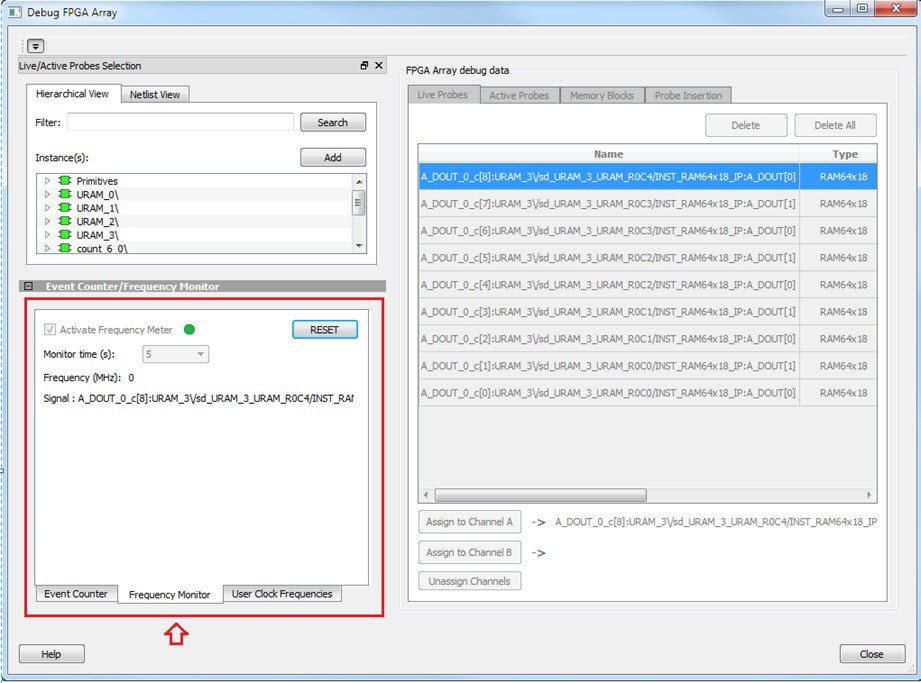 Debug FPGA Array
Live/Active Probes Selection
Hierarchical View
Netlist View
Filter:
Search
Instance(s):
Add
Primitives
URAM_0\
URAM_1\
URAM_2\
URAM_3\
count_6_0\
Event Counter/Frequency Monitor
Activate Frequency Meter
RESET
Monitor time (s):
5
Frequency (MHz): 0
Signal : A_DOUT_0_c[8]:URAM_3\/sd_URAM_3_URAM_R0C4/INST_RAM
Event Counter
Frequency Monitor
User Clock Frequencies
Help
FPGA Array debug data
Live Probes
Active Probes
Memory Blocks
Probe Insertion
Delete
Delete All
Name Type
A_DOUT_0_c[8]:URAM_3\/sd_URAM_3_URAM_R0C4/INST_RAM64x18_IP:A_DOUT[0] RAM64x18
A_DOUT_0_c[7]:URAM_3\/sd_URAM_3_URAM_R0C3/INST_RAM64x18_IP:A_DOUT[1] RAM64x18
A_DOUT_0_c[6]:URAM_3\/sd_URAM_3_URAM_R0C3/INST_RAM64x18_IP:A_DOUT[0] RAM64x18
A_DOUT_0_c[5]:URAM_3\/sd_URAM_3_URAM_R0C2/INST_RAM64x18_IP:A_DOUT[1] RAM64x18
A_DOUT_0_c[4]:URAM_3\/sd_URAM_3_URAM_R0C2/INST_RAM64x18_IP:A_DOUT[0] RAM64x18
A_DOUT_0_c[3]:URAM_3\/sd_URAM_3_URAM_R0C1/INST_RAM64x18_IP:A_DOUT[1] RAM64x18
A_DOUT_0_c[2]:URAM_3\/sd_URAM_3_URAM_R0C1/INST_RAM64x18_IP:A_DOUT[0] RAM64x18
A_DOUT_0_c[1]:URAM_3\/sd_URAM_3_URAM_R0C0/INST_RAM64x18_IP:A_DOUT[1] RAM64x18
A_DOUT_0_c[0]:URAM_3\/sd_URAM_3_URAM_R0C0/INST_RAM64x18_IP:A_DOUT[0] RAM64x18
Assign to Channel A -> A_DOUT_0_c[8]:URAM_3\/sd_URAM_3_URAM_R0C4/INST_RAM64x18_IP
Assign to Channel B ->
Unassign Channels
Close